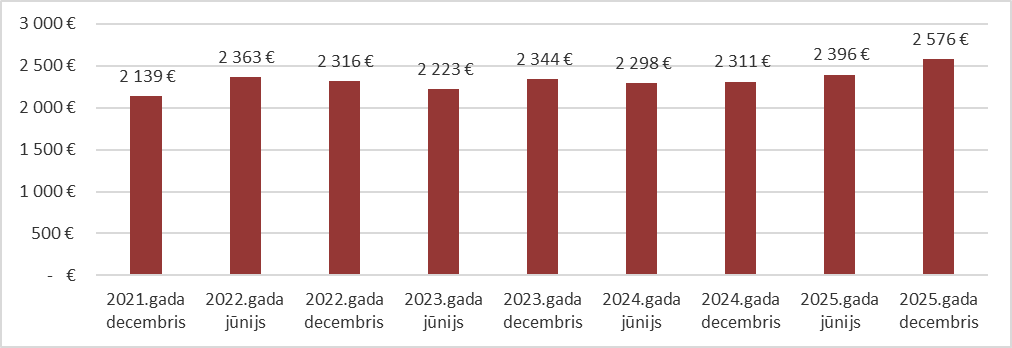 3 000 €
2 500 €
2 000 €
1 500 €
1 000 €
500 €
- €
2 139 €
2 363 €
2 316 €
2 223 €
2 344 €
2 298 €
2 311 €
2 396 €
2 576 €
2021.gada
decembris
2022.gada
jūnijs
2022.gada
decembris
2023.gada
jūnijs
2023.gada
decembris
2024.gada
jūnijs
2024.gada
decembris
2025.gada
jūnijs
2025.gada
decembris